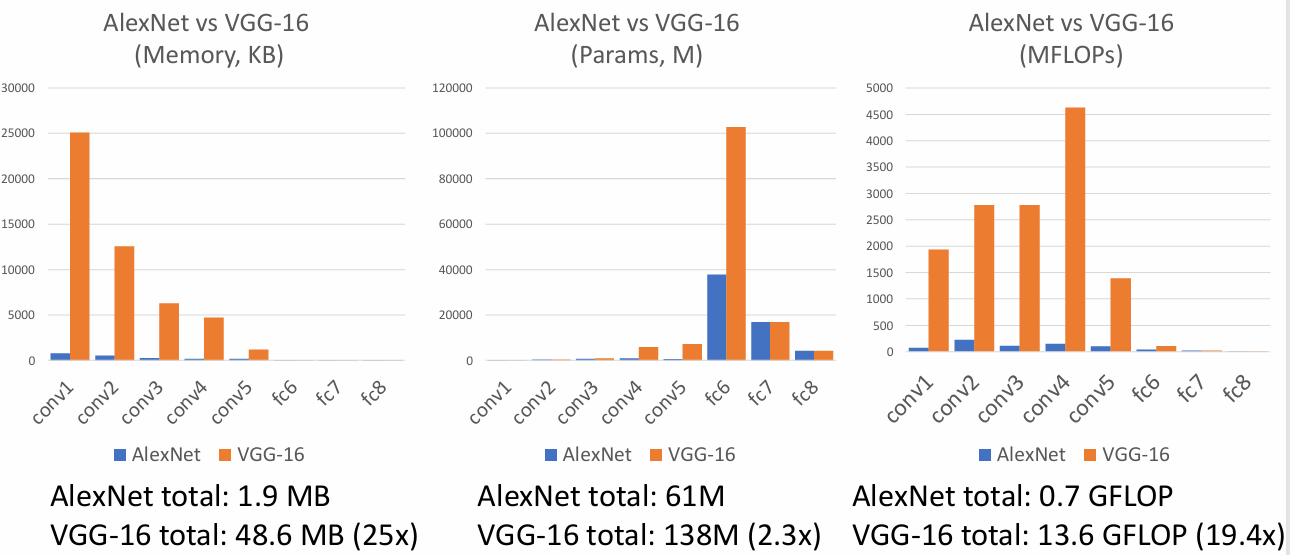 AlexNet vs VGG-16
(Memory, KB)
30000
25000
20000
15000
10000
5000
0
conv1
conv2
conv3
conv4
conv5
fc6
fc7
fc8
AlexNet VGG-16
AlexNet total: 1.9 MB
VGG-16 total: 48.6 MB (25x)
AlexNet vs VGG-16
(Params, M)
120000
100000
80000
60000
40000
20000
0
conv1
conv2
conv3
conv4
conv5
fc6
fc7
fc8
AlexNet VGG-16
AlexNet total: 61M
VGG-16 total: 138M (2.3x)
AlexNet vs VGG-16
(MFLOPs)
5000
4500
4000
3500
3000
2500
2000
1500
1000
500
0
conv1
conv2
conv3
conv4
conv5
fc6
fc7
fc8
AlexNet VGG-16
AlexNet total: 0.7 GFLOP
VGG-16 total: 13.6 GFLOP (19.4x)